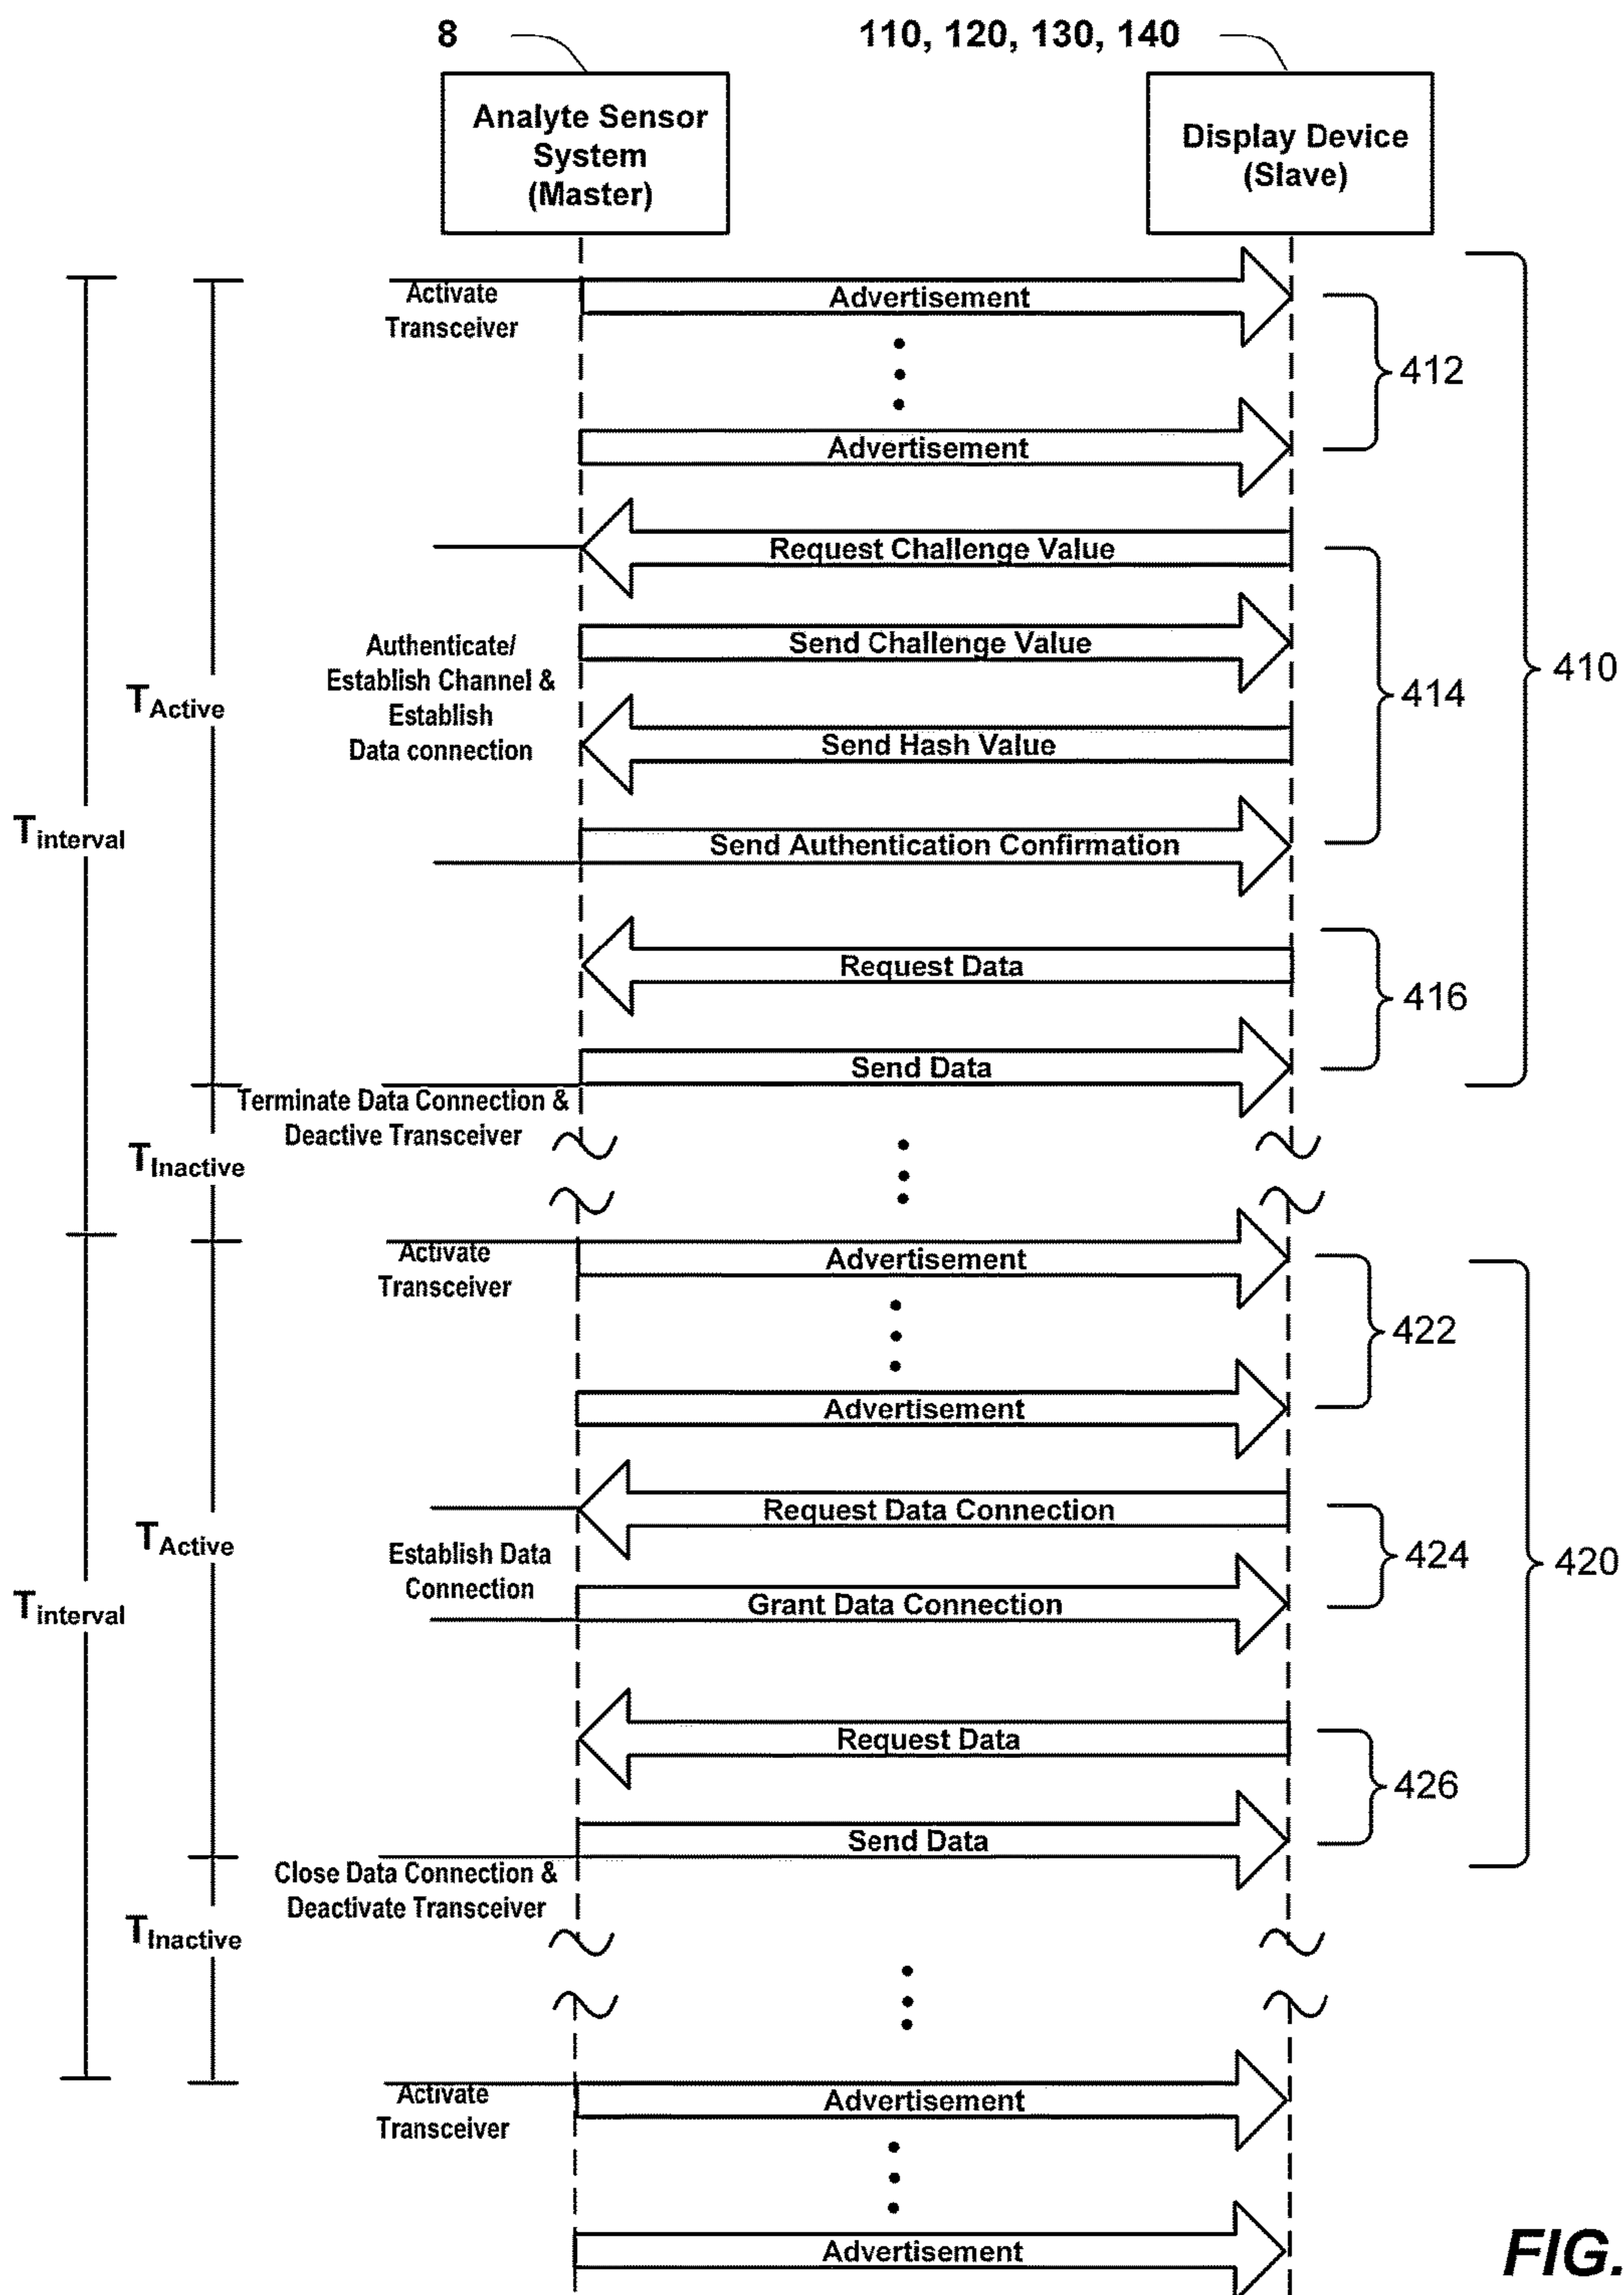 8
110, 120, 130, 140
Analyte Sensor
System
(Master)
Display Device
(Slave)
Activate
Transceiver
Advertisement
412
Advertisement
Request Challenge Value
Authenticate/
Establish Channel &
Establish
Data connection
Send Challenge Value
410
414
TActive
Send Hash Value
Tinterval
Send Authentication Confirmation
Request Data
416
Send Data
Terminate Data Connection &
Deactive Transceiver
TInactive
Activate
Transceiver
Advertisement
422
Advertisement
Request Data Connection
TActive
Establish Data
Connection
424
420
Tinterval
Grant Data Connection
Request Data
426
Send Data
Close Data Connection &
Deactivate Transceiver
TInactive
Activate
Transceiver
Advertisement
Advertisement
FIG.